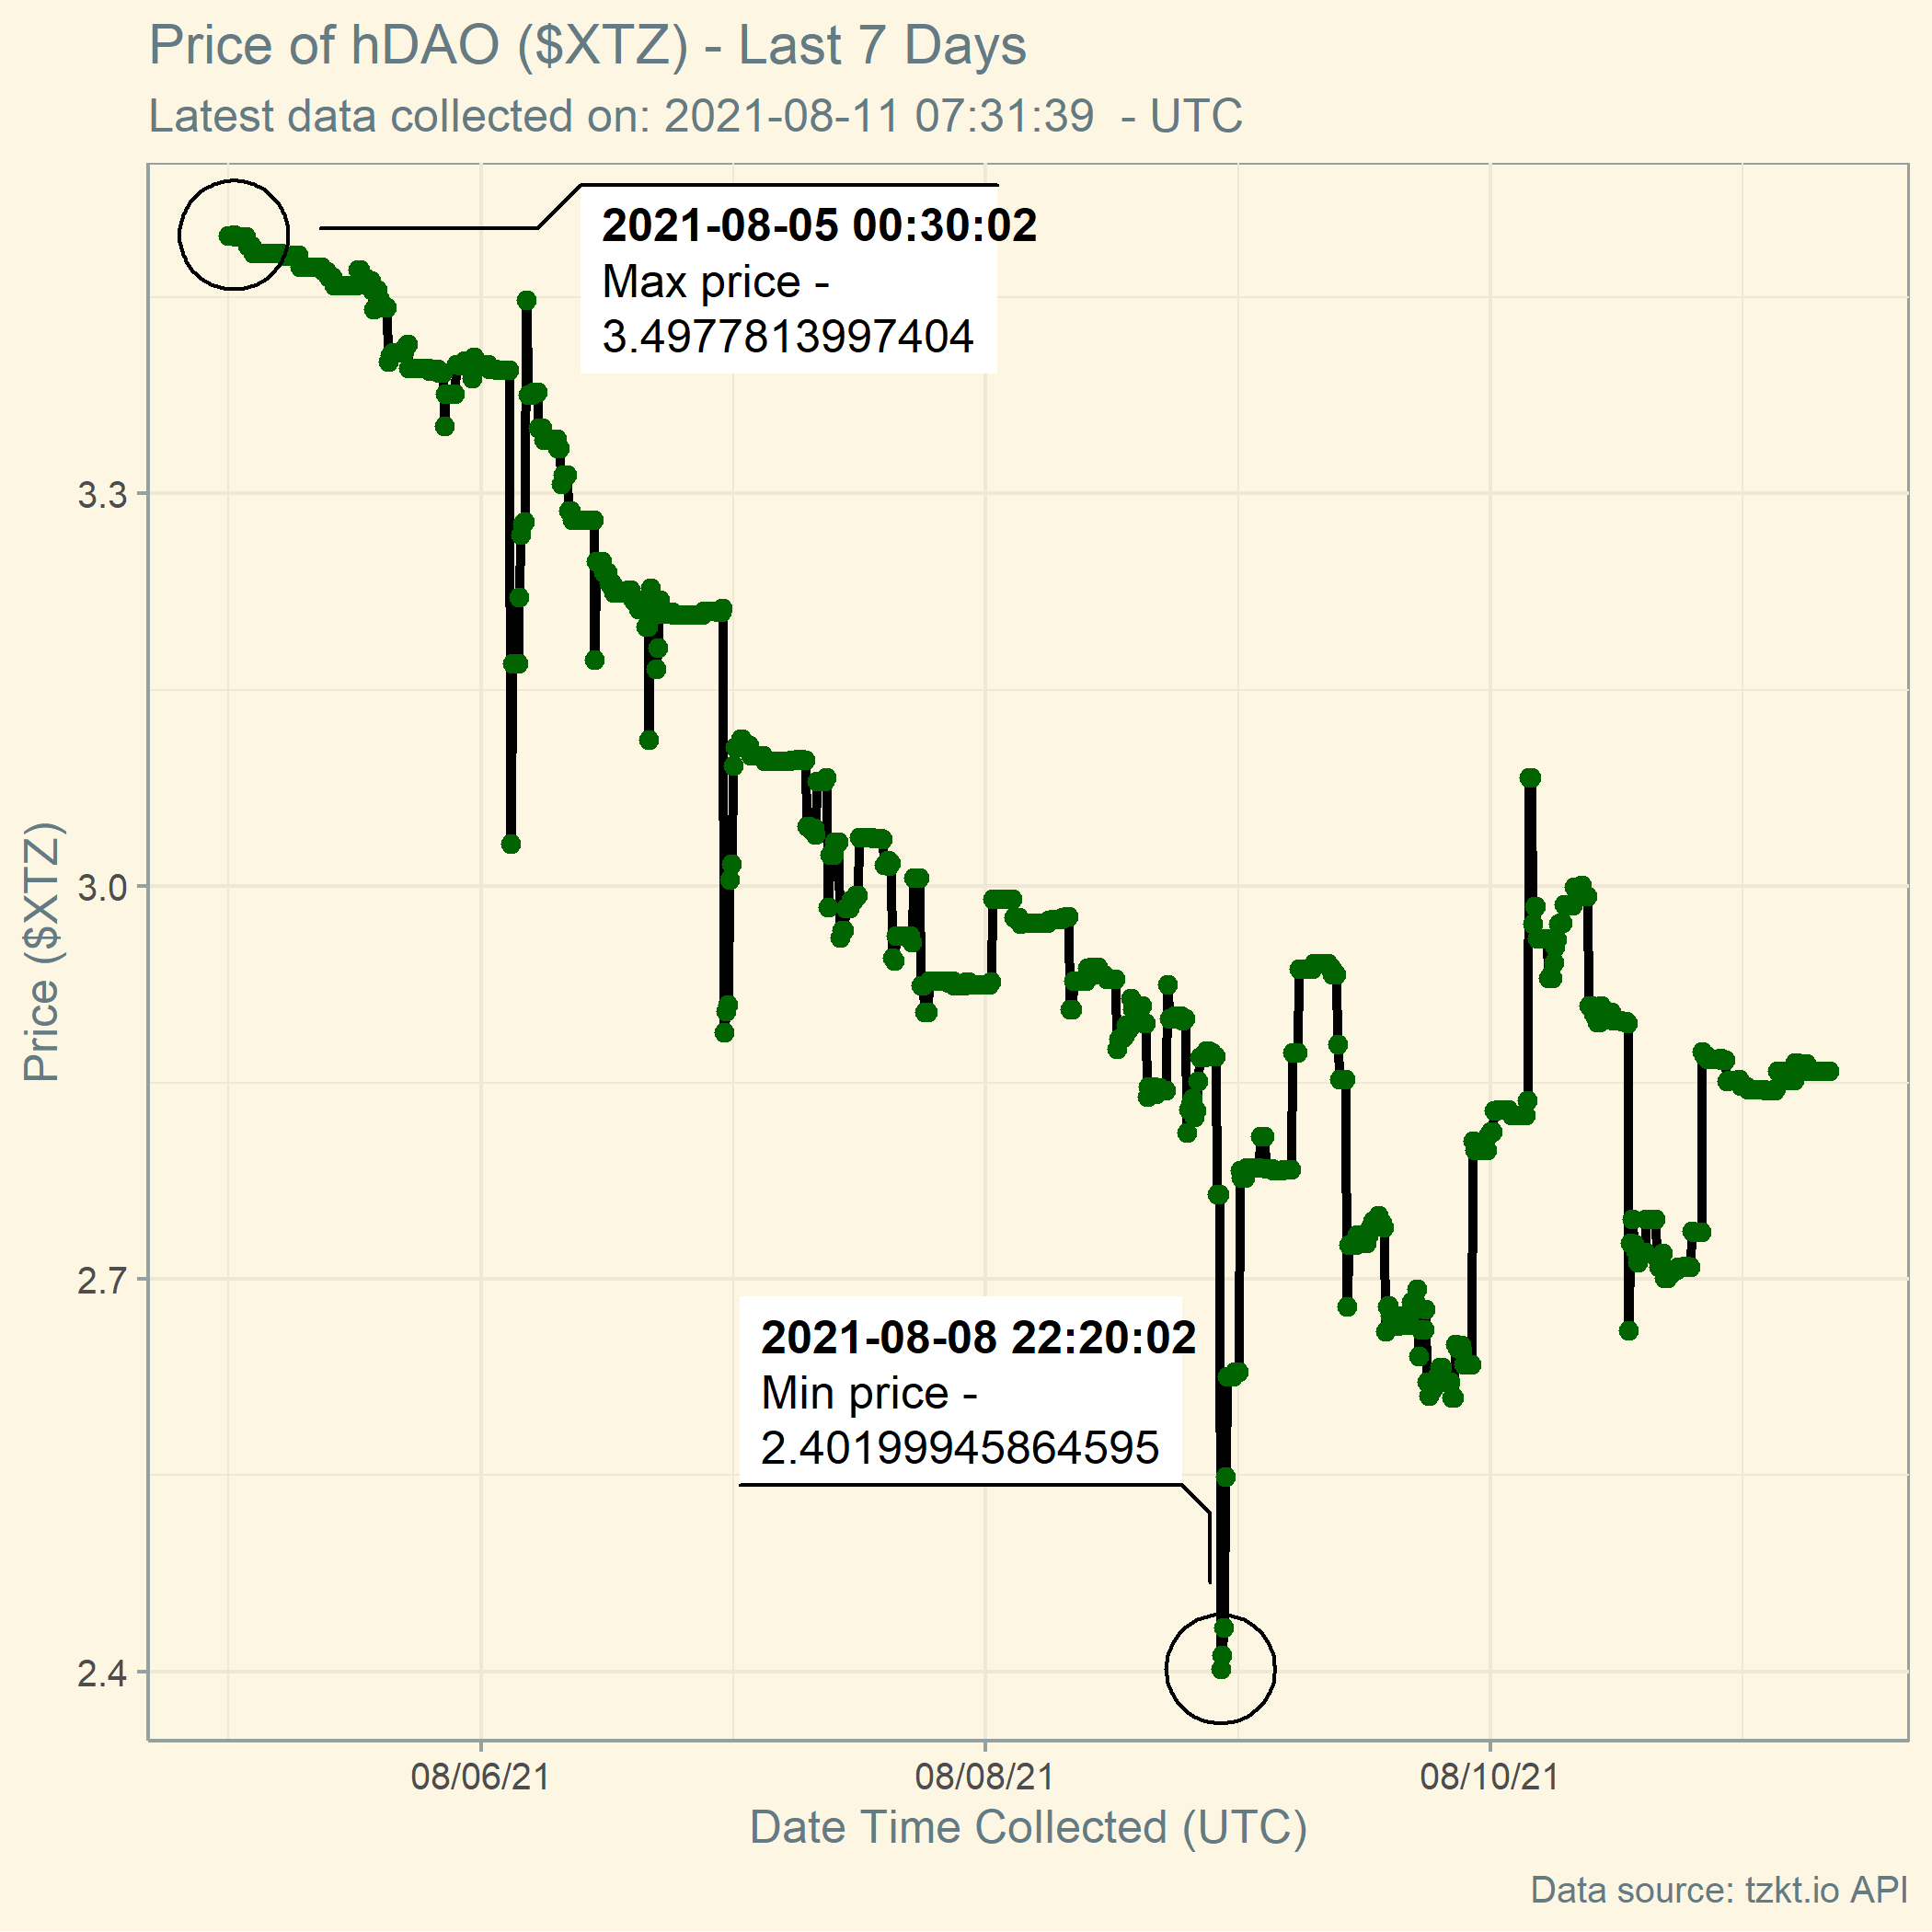 Price of hDAO ($XTZ) - Last 7 Days
Latest data collected on: 2021-08-11 07:31:39  - UTC
2021-08-05 00:30:02
Max price -
3.4977813997404
3.3
3.0
2.7
2.4
Price ($XTZ)
2021-08-08 22:20:02
Min price -
2.40199945864595
08/06/21
08/08/21
08/10/21
Date Time Collected (UTC)
Data source: tzkt.io API